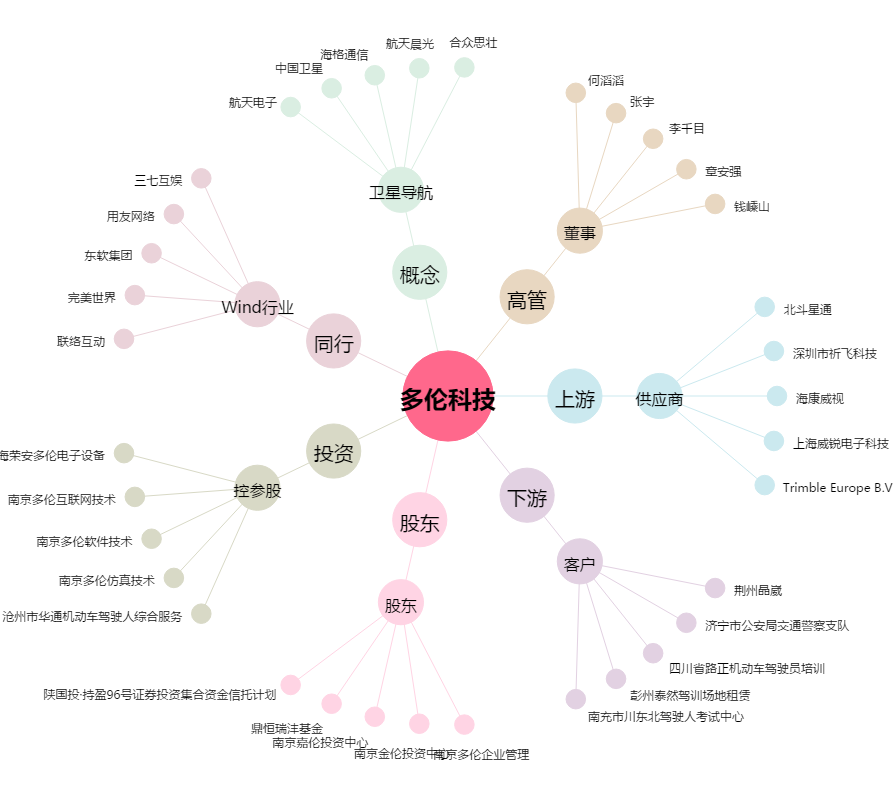 合众思壮
航天晨光
海格通信
中国卫星
航天电子
卫星导航
概念
何滔滔
张宇
李千目
章安强
钱嵊山
董事
高管
三七互娱
用友网络
东软集团
完美世界
联络互动
Wind行业
同行
多伦科技
上游
供应商
北斗星通
深圳市祈飞科技
海康威视
上海威锐电子科技
Trimble Europe B.V
投资
控参股
海荣安多伦电子设备
南京多伦互联网技术
南京多伦软件技术
南京多伦仿真技术
沧州市华通机动车驾驶人综合服务
下游
客户
荆州晶崴
济宁市公安局交通警察支队
四川省路正机动车驾驶员培训
彭州泰然驾训场地租赁
南充市川东北驾驶人考试中心
股东
股东
陕国投·持盈96号证券投资集合资金信托计划
鼎恒瑞沣基金
南京嘉伦投资中心
南京金伦投资中心
南京多伦企业管理